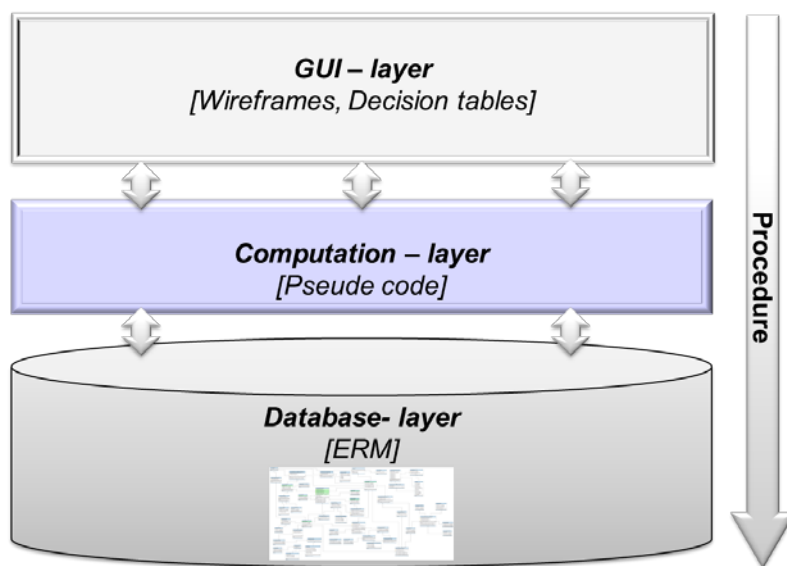 GUI – layer
[Wireframes, Decision tables]
Computation – layer
[Pseude code]
Database- layer
[ERM]
Procedure